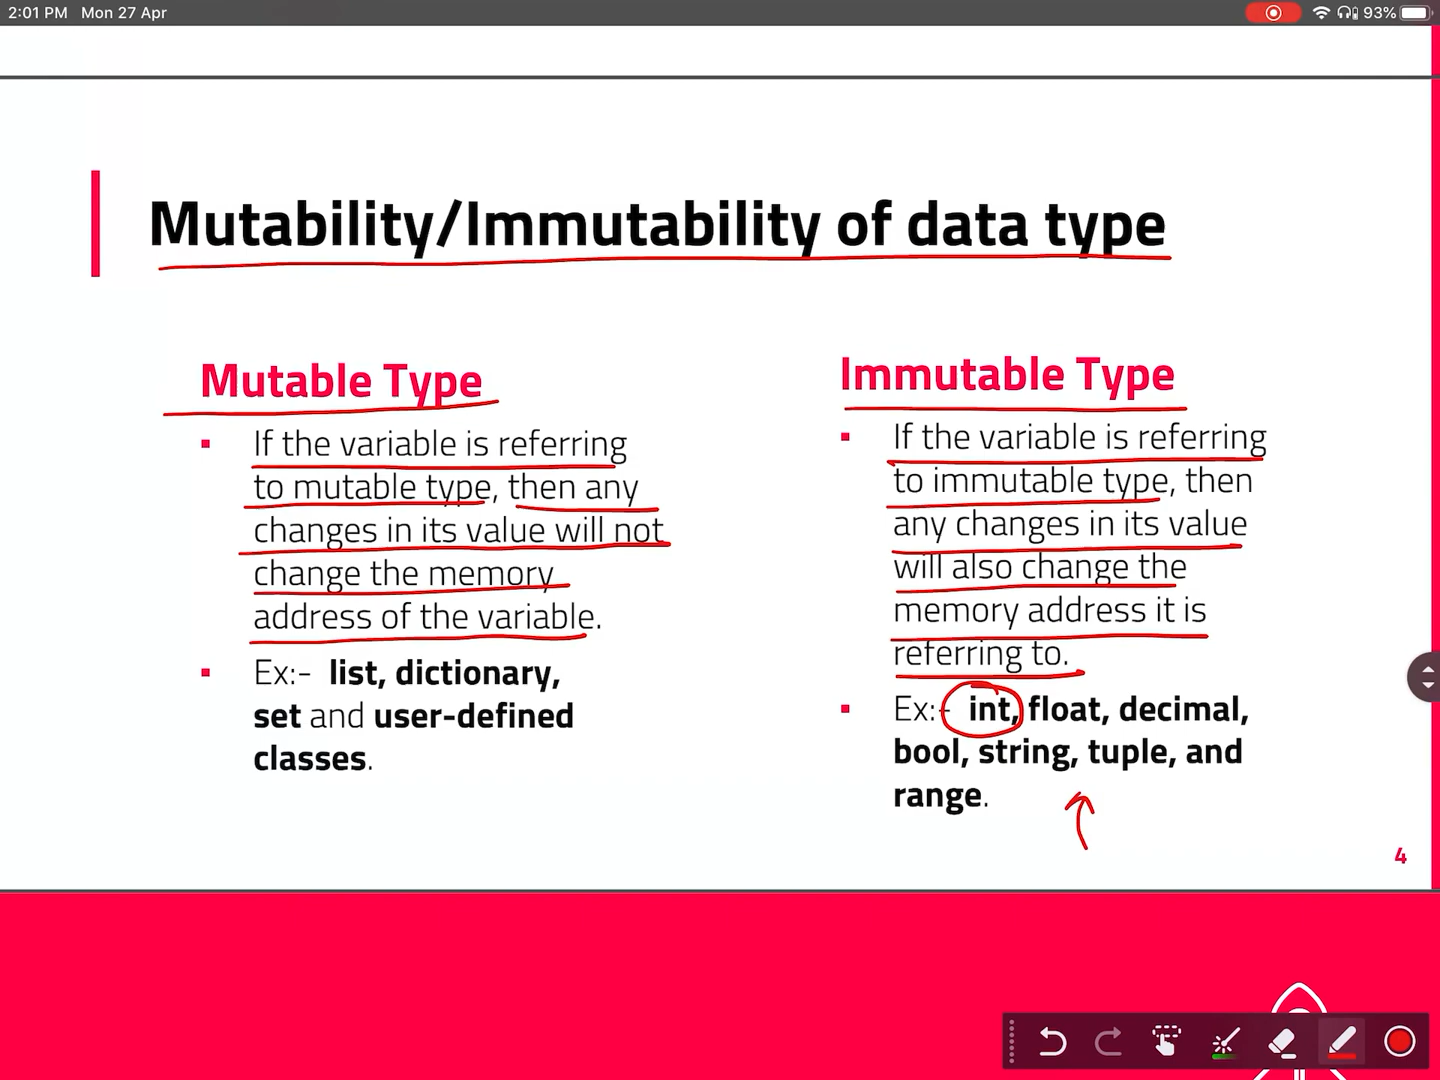 2:01 PM Mon 27 Apr
93%
Mutability/Immutability of data type
Mutable Type
If the variable is referring
to mutable type, then any
changes in its value will not
change the memory
address of the variable.
Ex:- list, dictionary,
set and user-defined
classes.
Immutable Type
If the variable is referring
to immutable type, then
any changes in its value
will also change the
memory address it is
referring to.
Ex:- int, float, decimal,
bool, string, tuple, and
range.
4